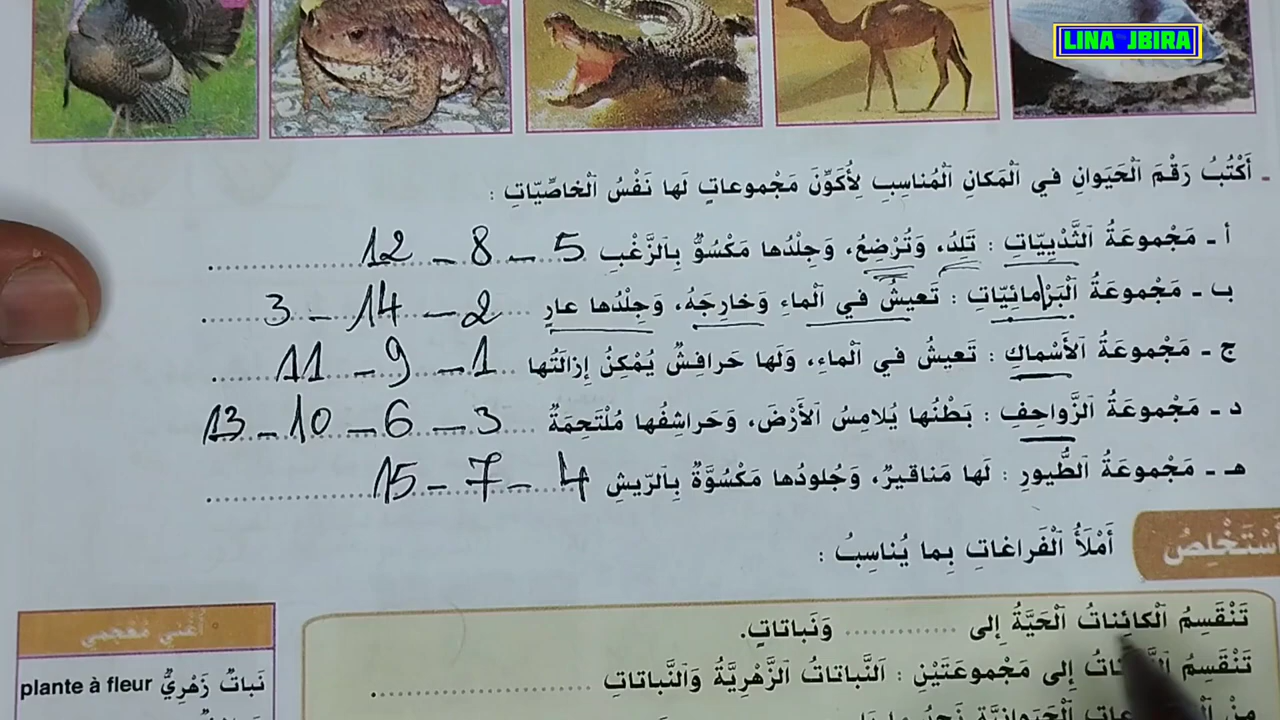 LINA JBIRA
ـ أَكْتُبُ رَقْمَ ٱلْحَيَوانِ في ٱلْمَكانِ ٱلْمُناسِبِ لِأُكَوِّنَ مَجْموعاتٍ لَها نَفْسُ ٱلْخاصِّيّاتِ :
أ ـ مَجْموعَةُ ٱلثَّدْيِيّاتِ : تَلِدُ، وَتُرْضِعُ، وَجِلْدُها مَكْسُوٌّ بِٱلزَّغْبِ 5 - 8 - 12
ب ـ مَجْموعَةُ ٱلْبَرْمائِيّاتِ : تَعيشُ في ٱلْماءِ وَخارِجَهُ، وَجِلْدُها عارٍ 2 - 14 - 3
ج ـ مَجْموعَةُ ٱلْأَسْماكِ : تَعيشُ في ٱلْماءِ، وَلَها حَرافِشٌ يُمْكِنُ إِزالَتُها 1 - 9 - 11
د ـ مَجْموعَةُ ٱلزَّواحِفِ : بَطْنُها يُلامِسُ ٱلْأَرْضَ، وَحَراشِفُها مُلْتَحِمَةٌ 3 - 6 - 10 - 13
هـ ـ مَجْموعَةُ ٱلطُّيورِ : لَها مَناقيرٌ، وَجُلودُها مَكْسُوَّةٌ بِٱلرّيشِ 4 - 7 - 15
أَسْتَخْلِصُ
أَمْلَأُ ٱلْفَراغاتِ بِما يُناسِبُ :
تَنْقَسِمُ ٱلْكائِناتُ ٱلْحَيَّةُ إِلى ............. وَنَباتاتٍ.
تَنْقَسِمُ إِلى مَجْموعَتَيْنِ : ٱلنَّباتاتُ ٱلزَّهْرِيَّةُ وَٱلنَّباتاتِ ..........................
أُغْني مُعْجَمي
نَباتٌ زَهْرِيٌّ plante à fleur